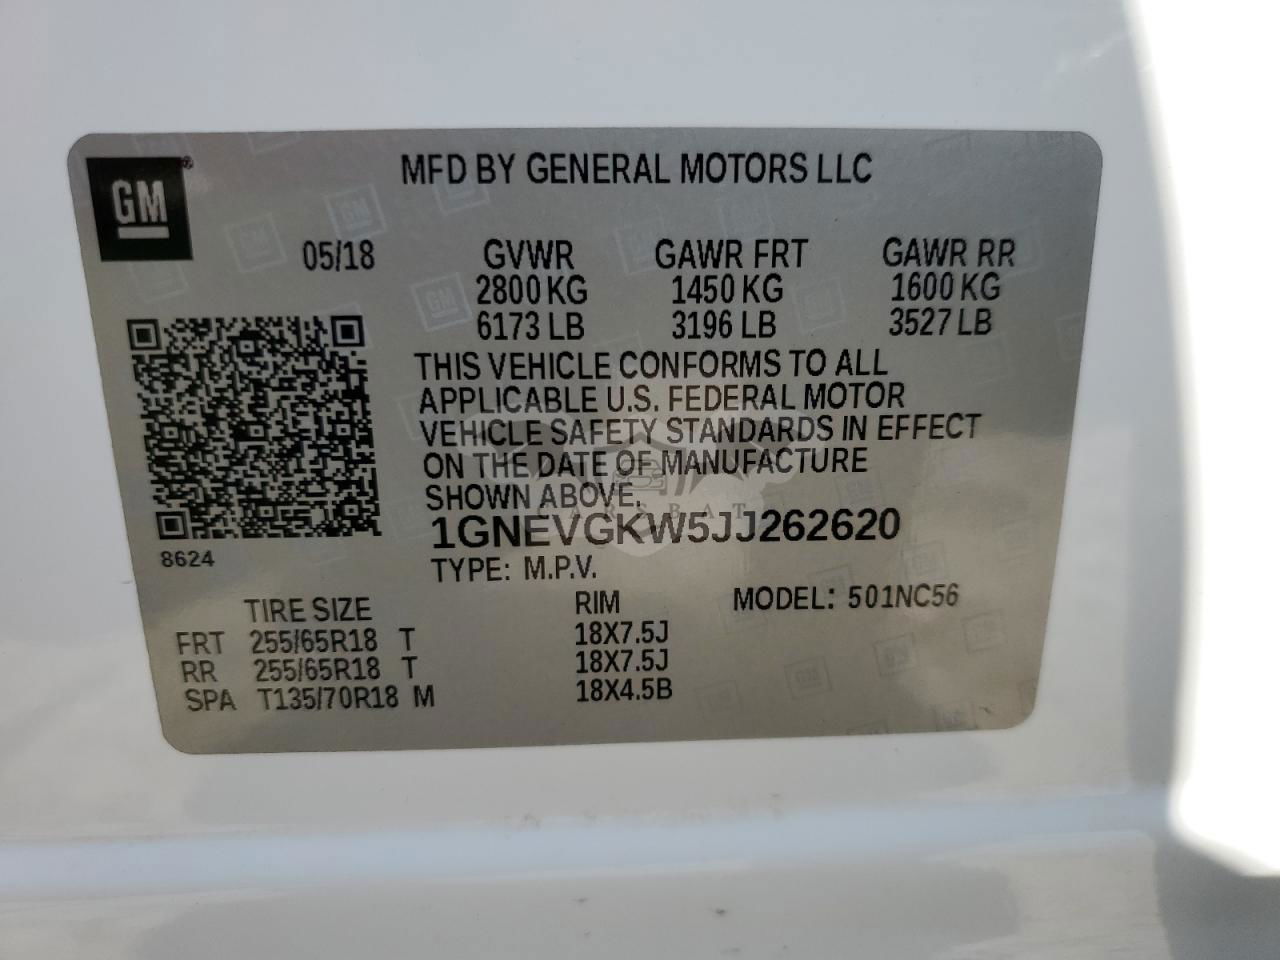 GM
MFD BY GENERAL MOTORS LLC
05/18 GVWR GAWR FRT GAWR RR
2800 KG 1450 KG 1600 KG
6173 LB 3196 LB 3527 LB
THIS VEHICLE CONFORMS TO ALL
APPLICABLE U.S. FEDERAL MOTOR
VEHICLE SAFETY STANDARDS IN EFFECT
ON THE DATE OF MANUFACTURE
SHOWN ABOVE.
CARSBAT
1GNEVGKW5JJ262620
8624
TYPE: M.P.V.
TIRE SIZE RIM MODEL: 501NC56
FRT 255/65R18 T 18X7.5J
RR 255/65R18 T 18X7.5J
SPA T135/70R18 M 18X4.5B